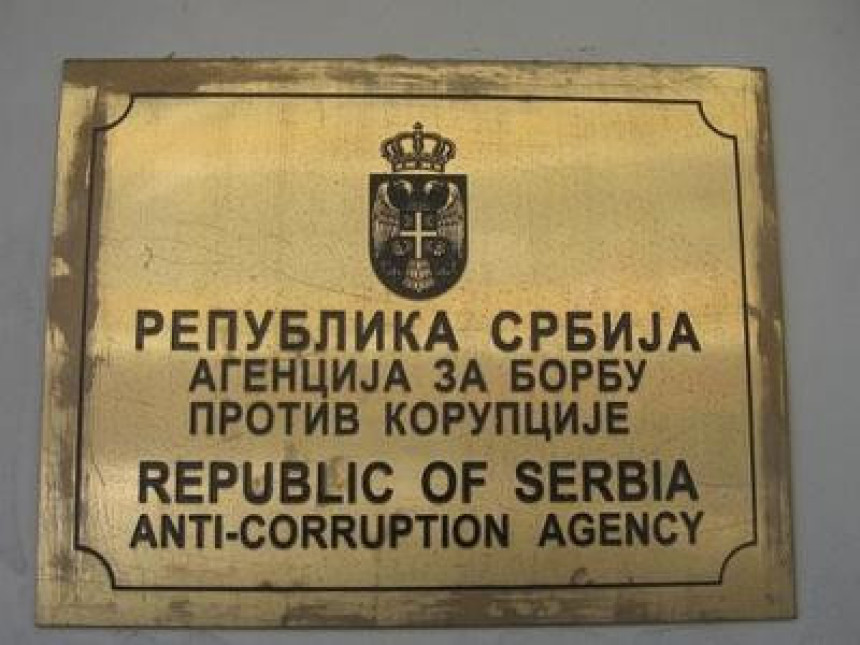 РЕПУБЛИКА СРБИЈА
АГЕНЦИЈА ЗА БОРБУ
ПРОТИВ КОРУПЦИЈЕ
REPUBLIC OF SERBIA
ANTI-CORRUPTION AGENCY